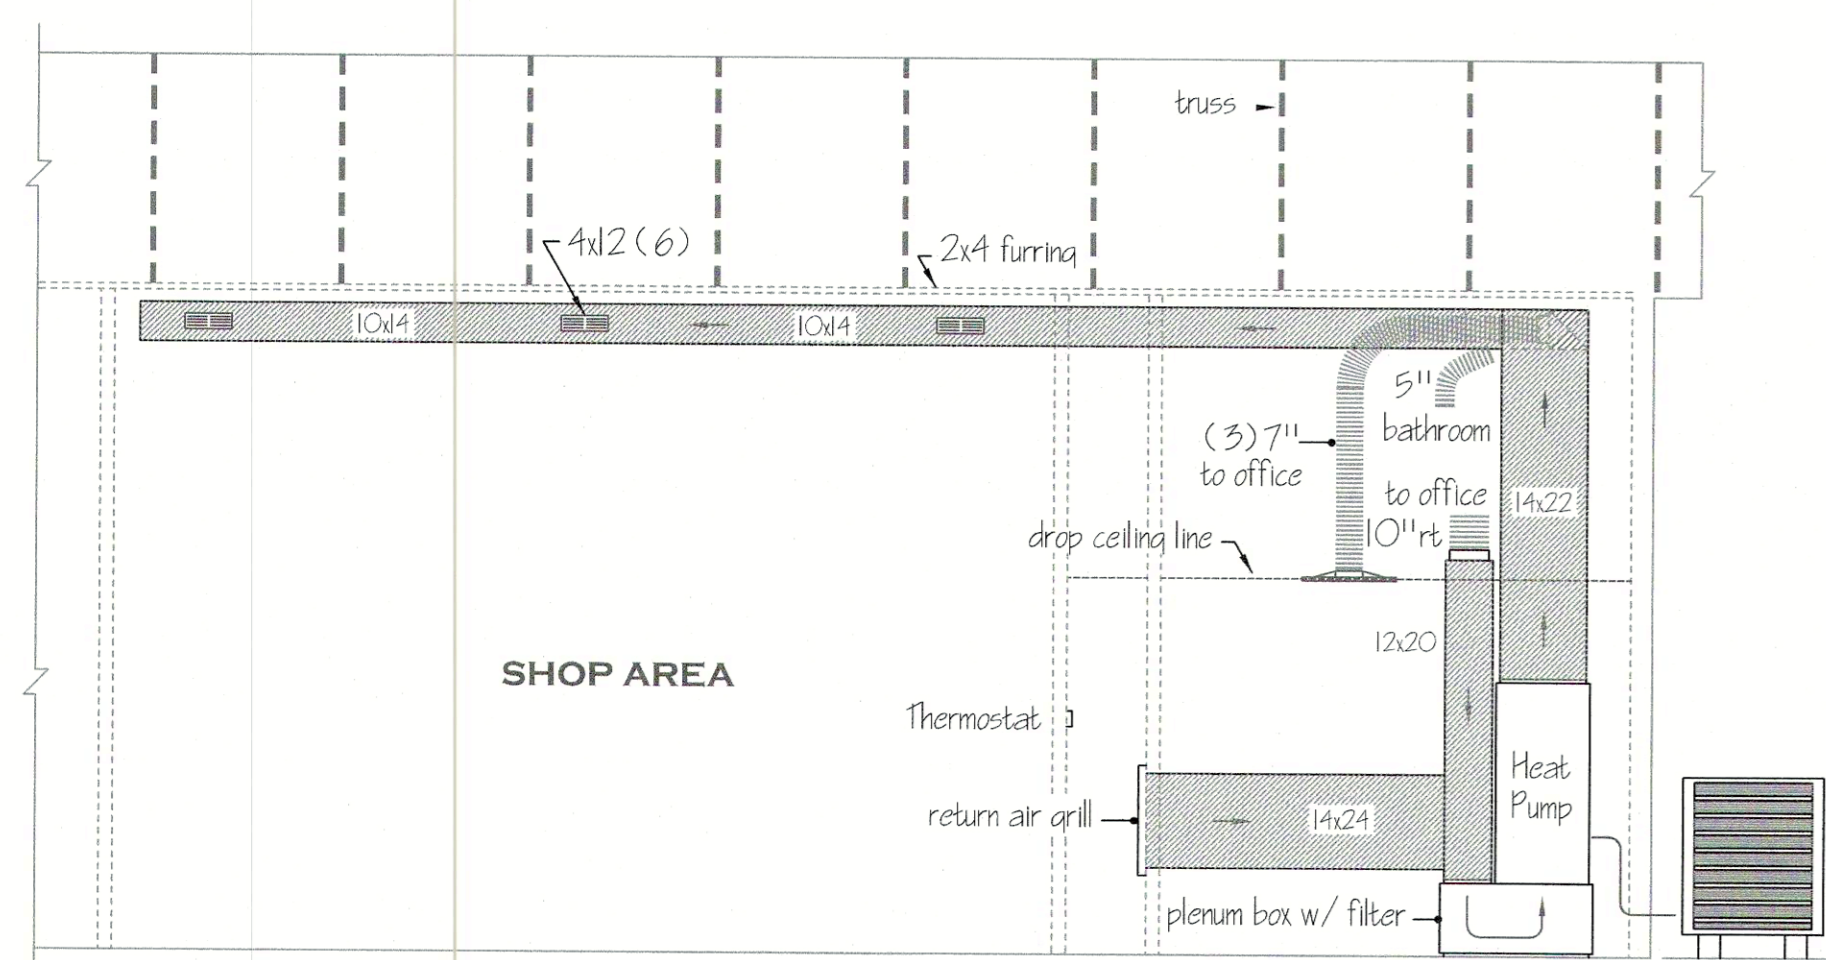 truss
4x12 (6)
2x4 furring
10x14
10x14
5"
bathroom
(3) 7"
to office
to office
10" rt
14x22
drop ceiling line
12x20
SHOP AREA
Thermostat
Heat
Pump
return air grill
14x24
plenum box w/ filter